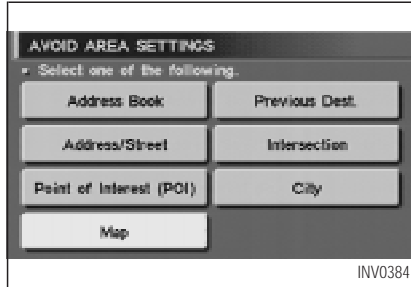 AVOID AREA SETTINGS
Select one of the following.
Address Book Previous Dest.
Address/Street Intersection
Point of Interest (POI) City
Map
INV0384